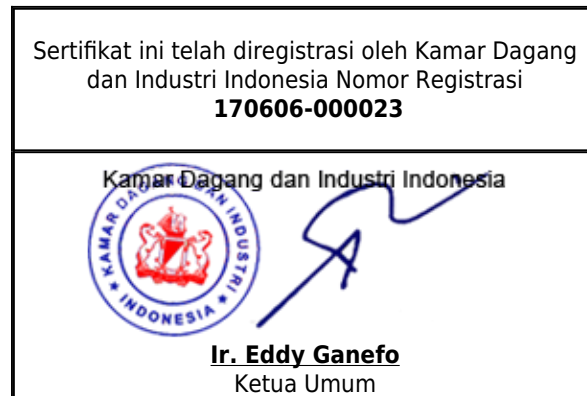 Sertifikat ini telah diregistrasi oleh Kamar Dagang
dan Industri Indonesia Nomor Registrasi
170606-000023
Kamar Dagang dan Industri Indonesia
KAMAR DAGANG DAN INDUSTRI
INDONESIA
Ir. Eddy Ganefo
Ketua Umum